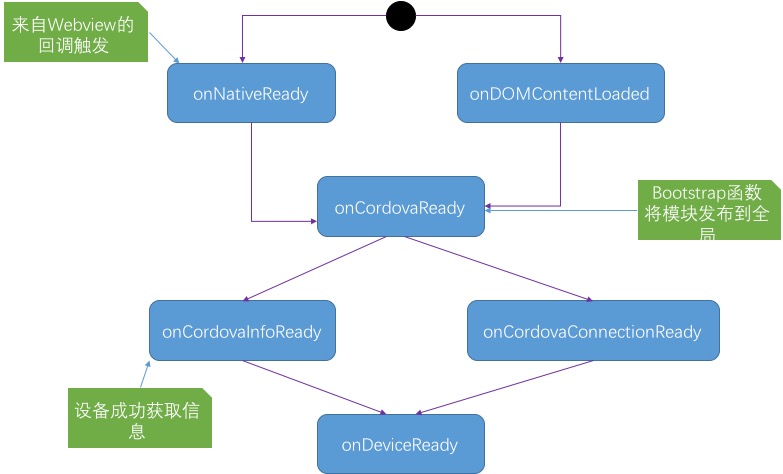 来自Webview的
回调触发
onNativeReady
onDOMContentLoaded
onCordovaReady
Bootstrap函数
将模块发布到全
局
onCordovaInfoReady
onCordovaConnectionReady
设备成功获取信
息
onDeviceReady